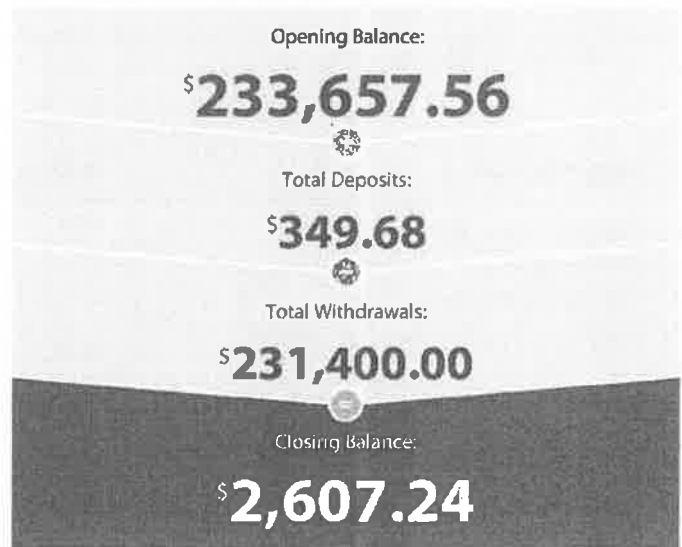 Opening Balance:
$233,657.56
Total Deposits:
$349.68
Total Withdrawals:
$231,400.00
Closing Balance:
$2,607.24